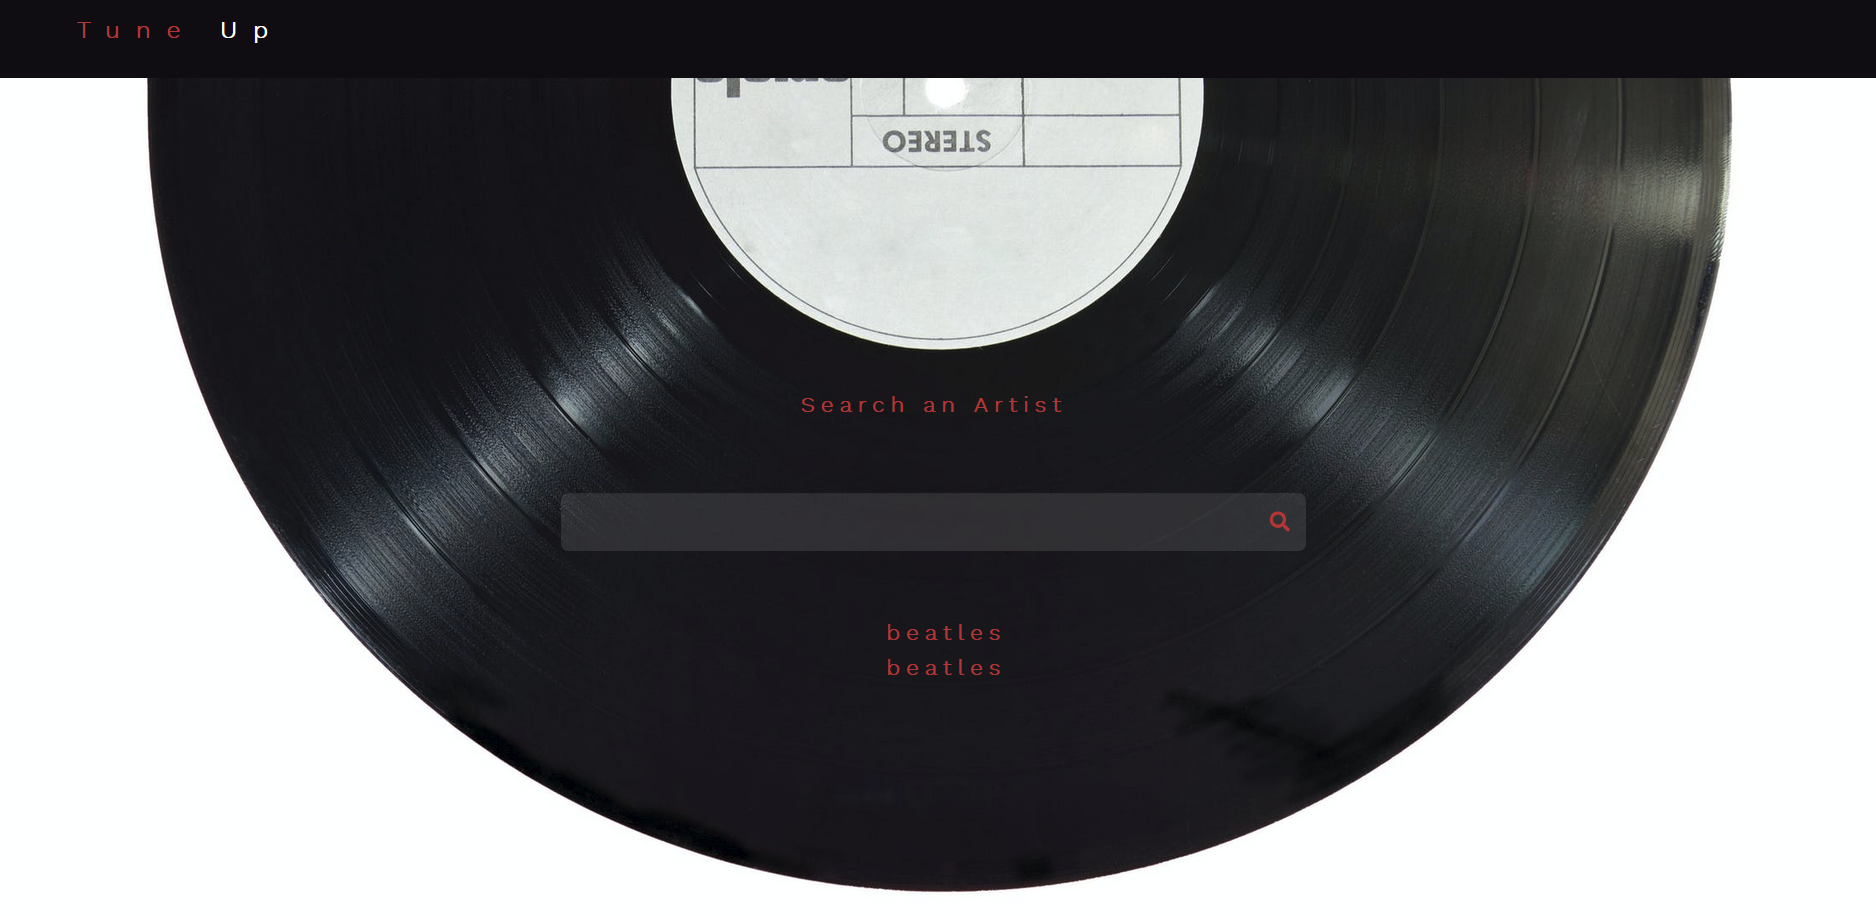 Tune Up
STEREO
Search an Artist
beatles
beatles